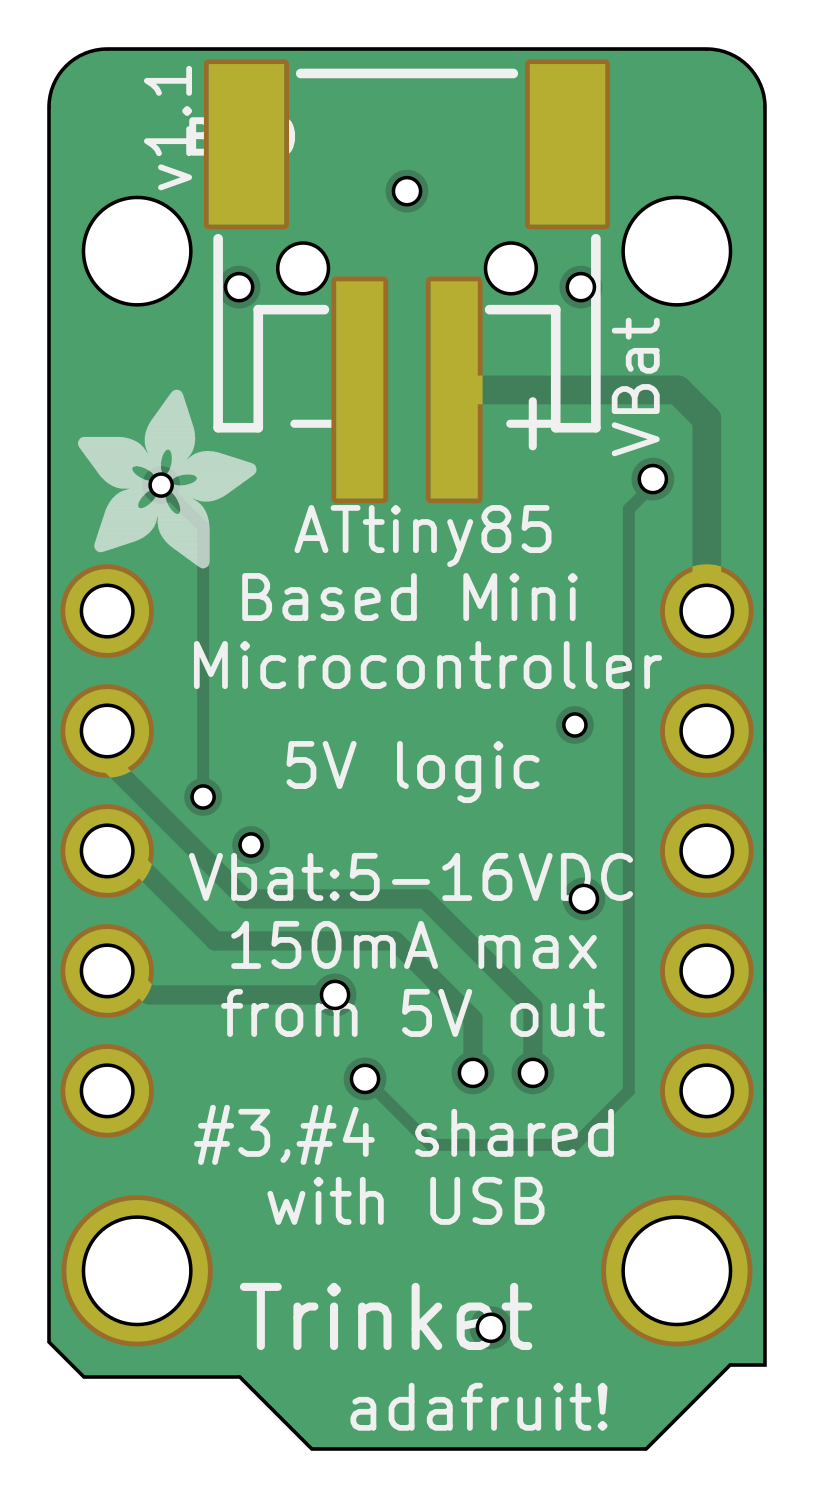 v1.1
VBat
ATtiny85
Based Mini
Microcontroller
5V logic
Vbat:5-16VDC
150mA max
from 5V out
#3,#4 shared
with USB
Trinket
adafruit!